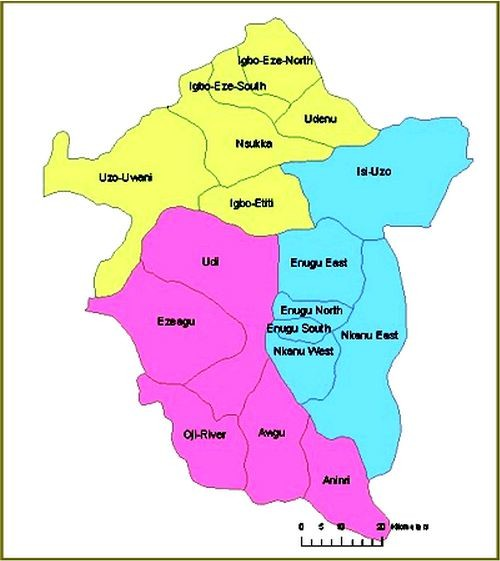 Igbo-Eze-North
Igbo-Eze-South
Udenu
Nsukka
Isi-Uzo
Uzo-Uwani
Igbo-Etiti
Udi
Enugu East
Enugu North
Ezeagu
Enugu South
Nkanu East
Nkanu West
Oji-River
Awgu
Aninri
0 5 10 20 Kilometers